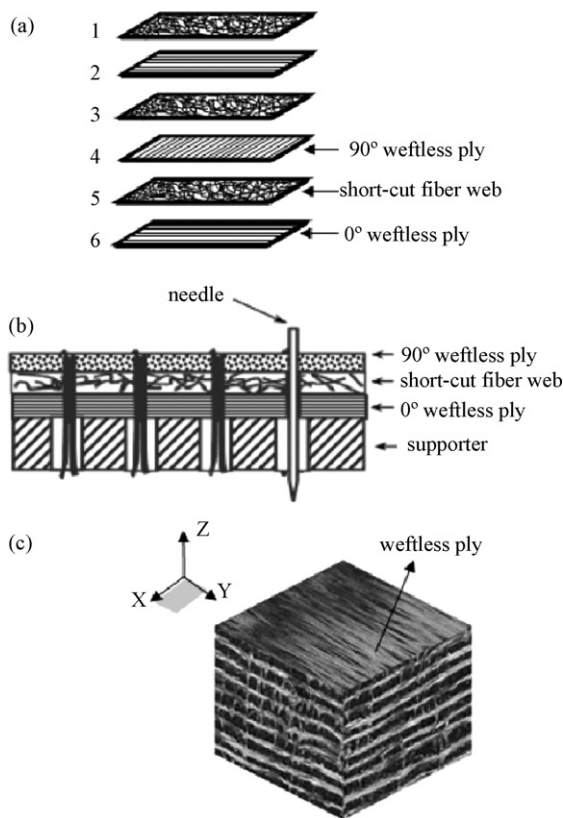 (a)
1
2
3
4
90° weftless ply
5
short-cut fiber web
6
0° weftless ply
needle
(b)
90° weftless ply
short-cut fiber web
0° weftless ply
supporter
(c)
Z
X
Y
weftless ply